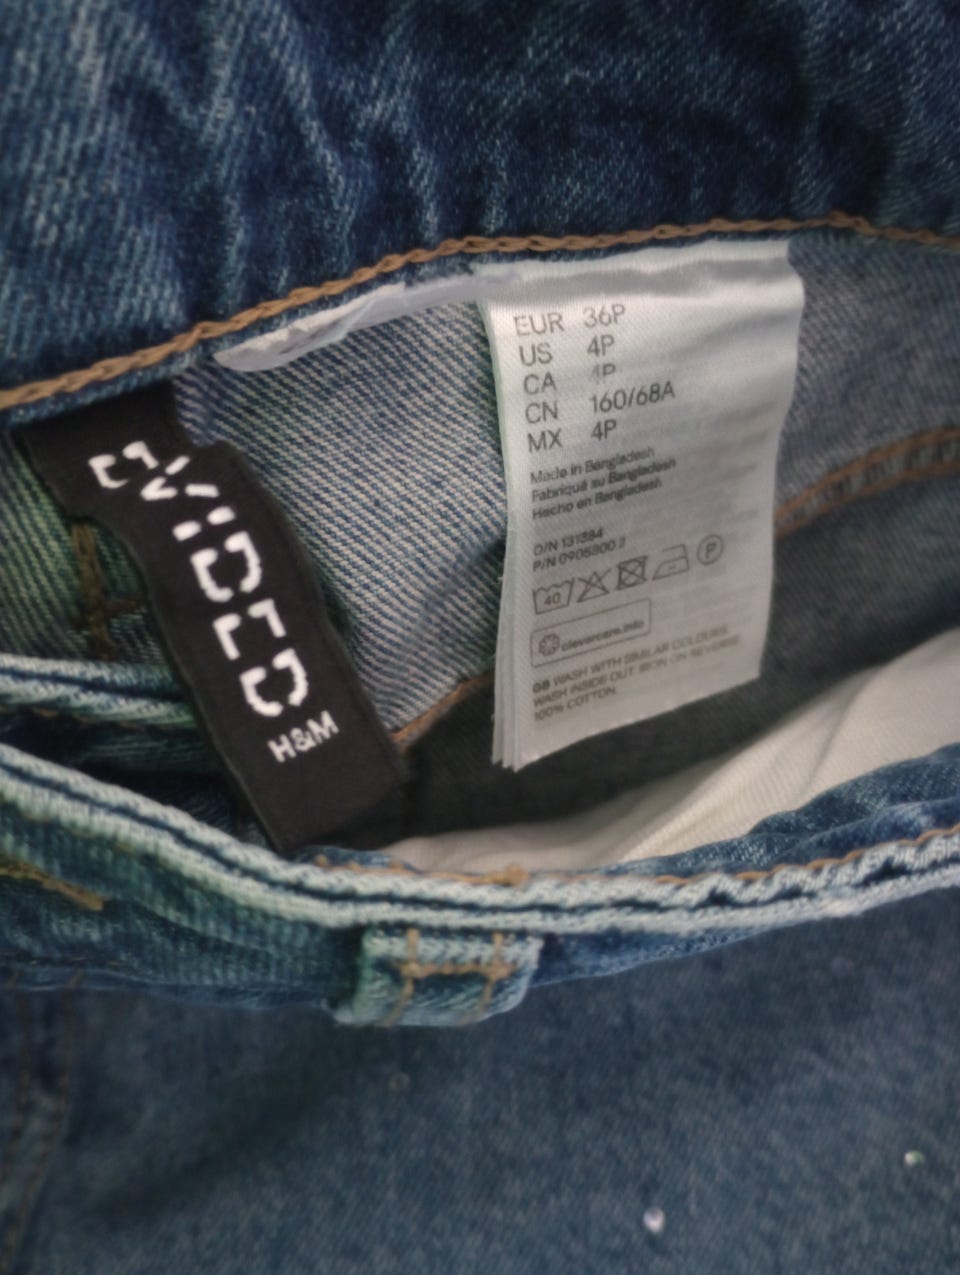 DIVIDED
H&M
EUR 36P
US 4P
CA 4P
CN 160/68A
MX 4P
Made in Bangladesh
Fabriqué au Bangladesh
Hecho en Bangladesh
D/N 131384
P/N 0905800 2
40
P
clevercare.info
GB WASH WITH SIMILAR COLOURS.
WASH INSIDE OUT. IRON ON REVERSE.
100% COTTON.